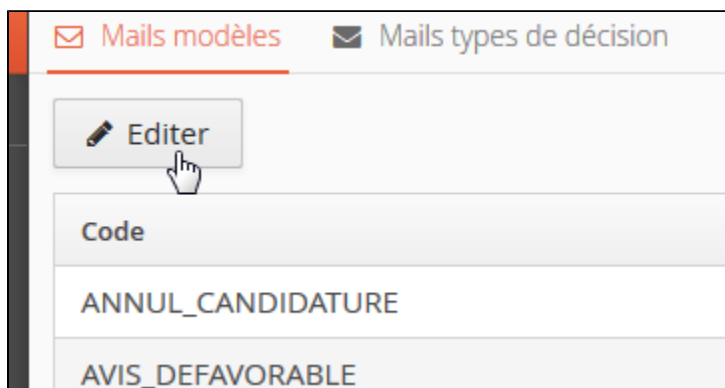 Mails modèles Mails types de décision
Editer
Code
ANNUL_CANDIDATURE
AVIS_DEFAVORABLE